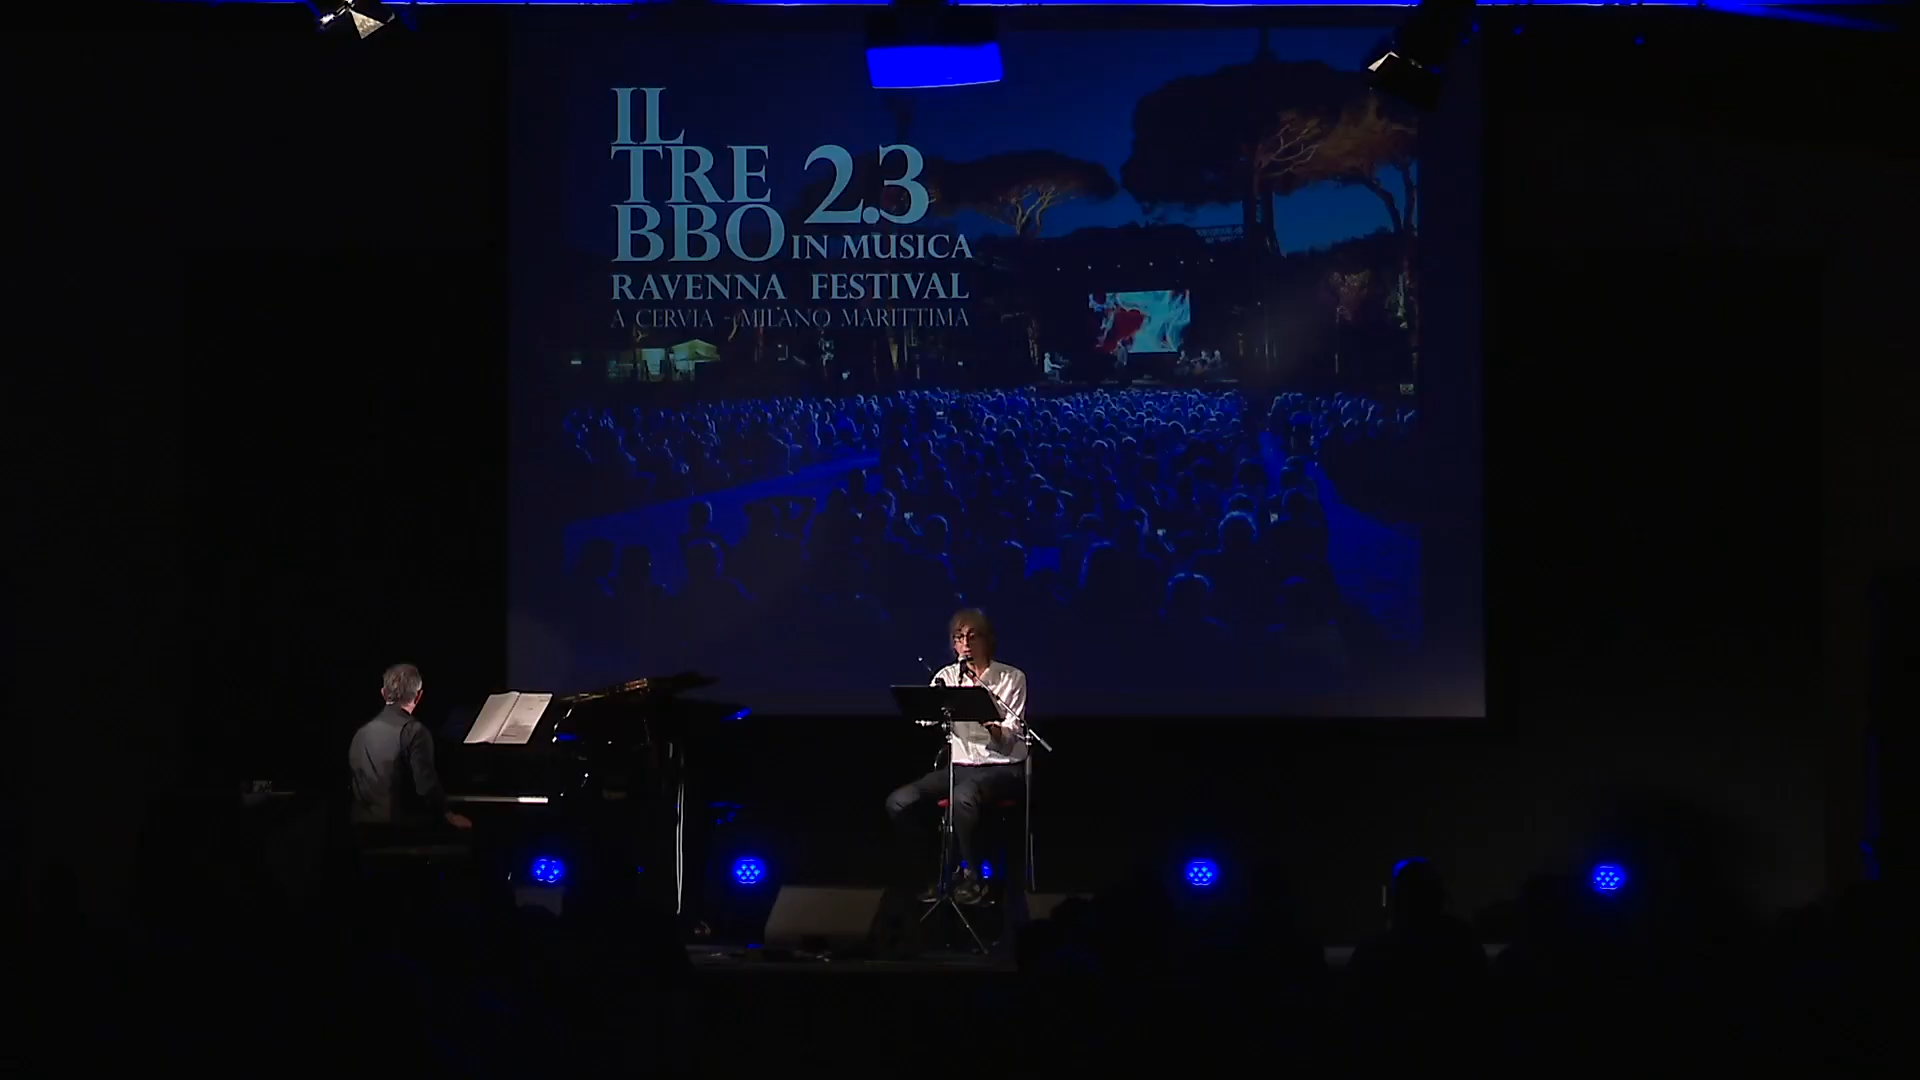 IL
TRE 2.3
BBO IN MUSICA
RAVENNA FESTIVAL
A CERVIA - MILANO MARITTIMA